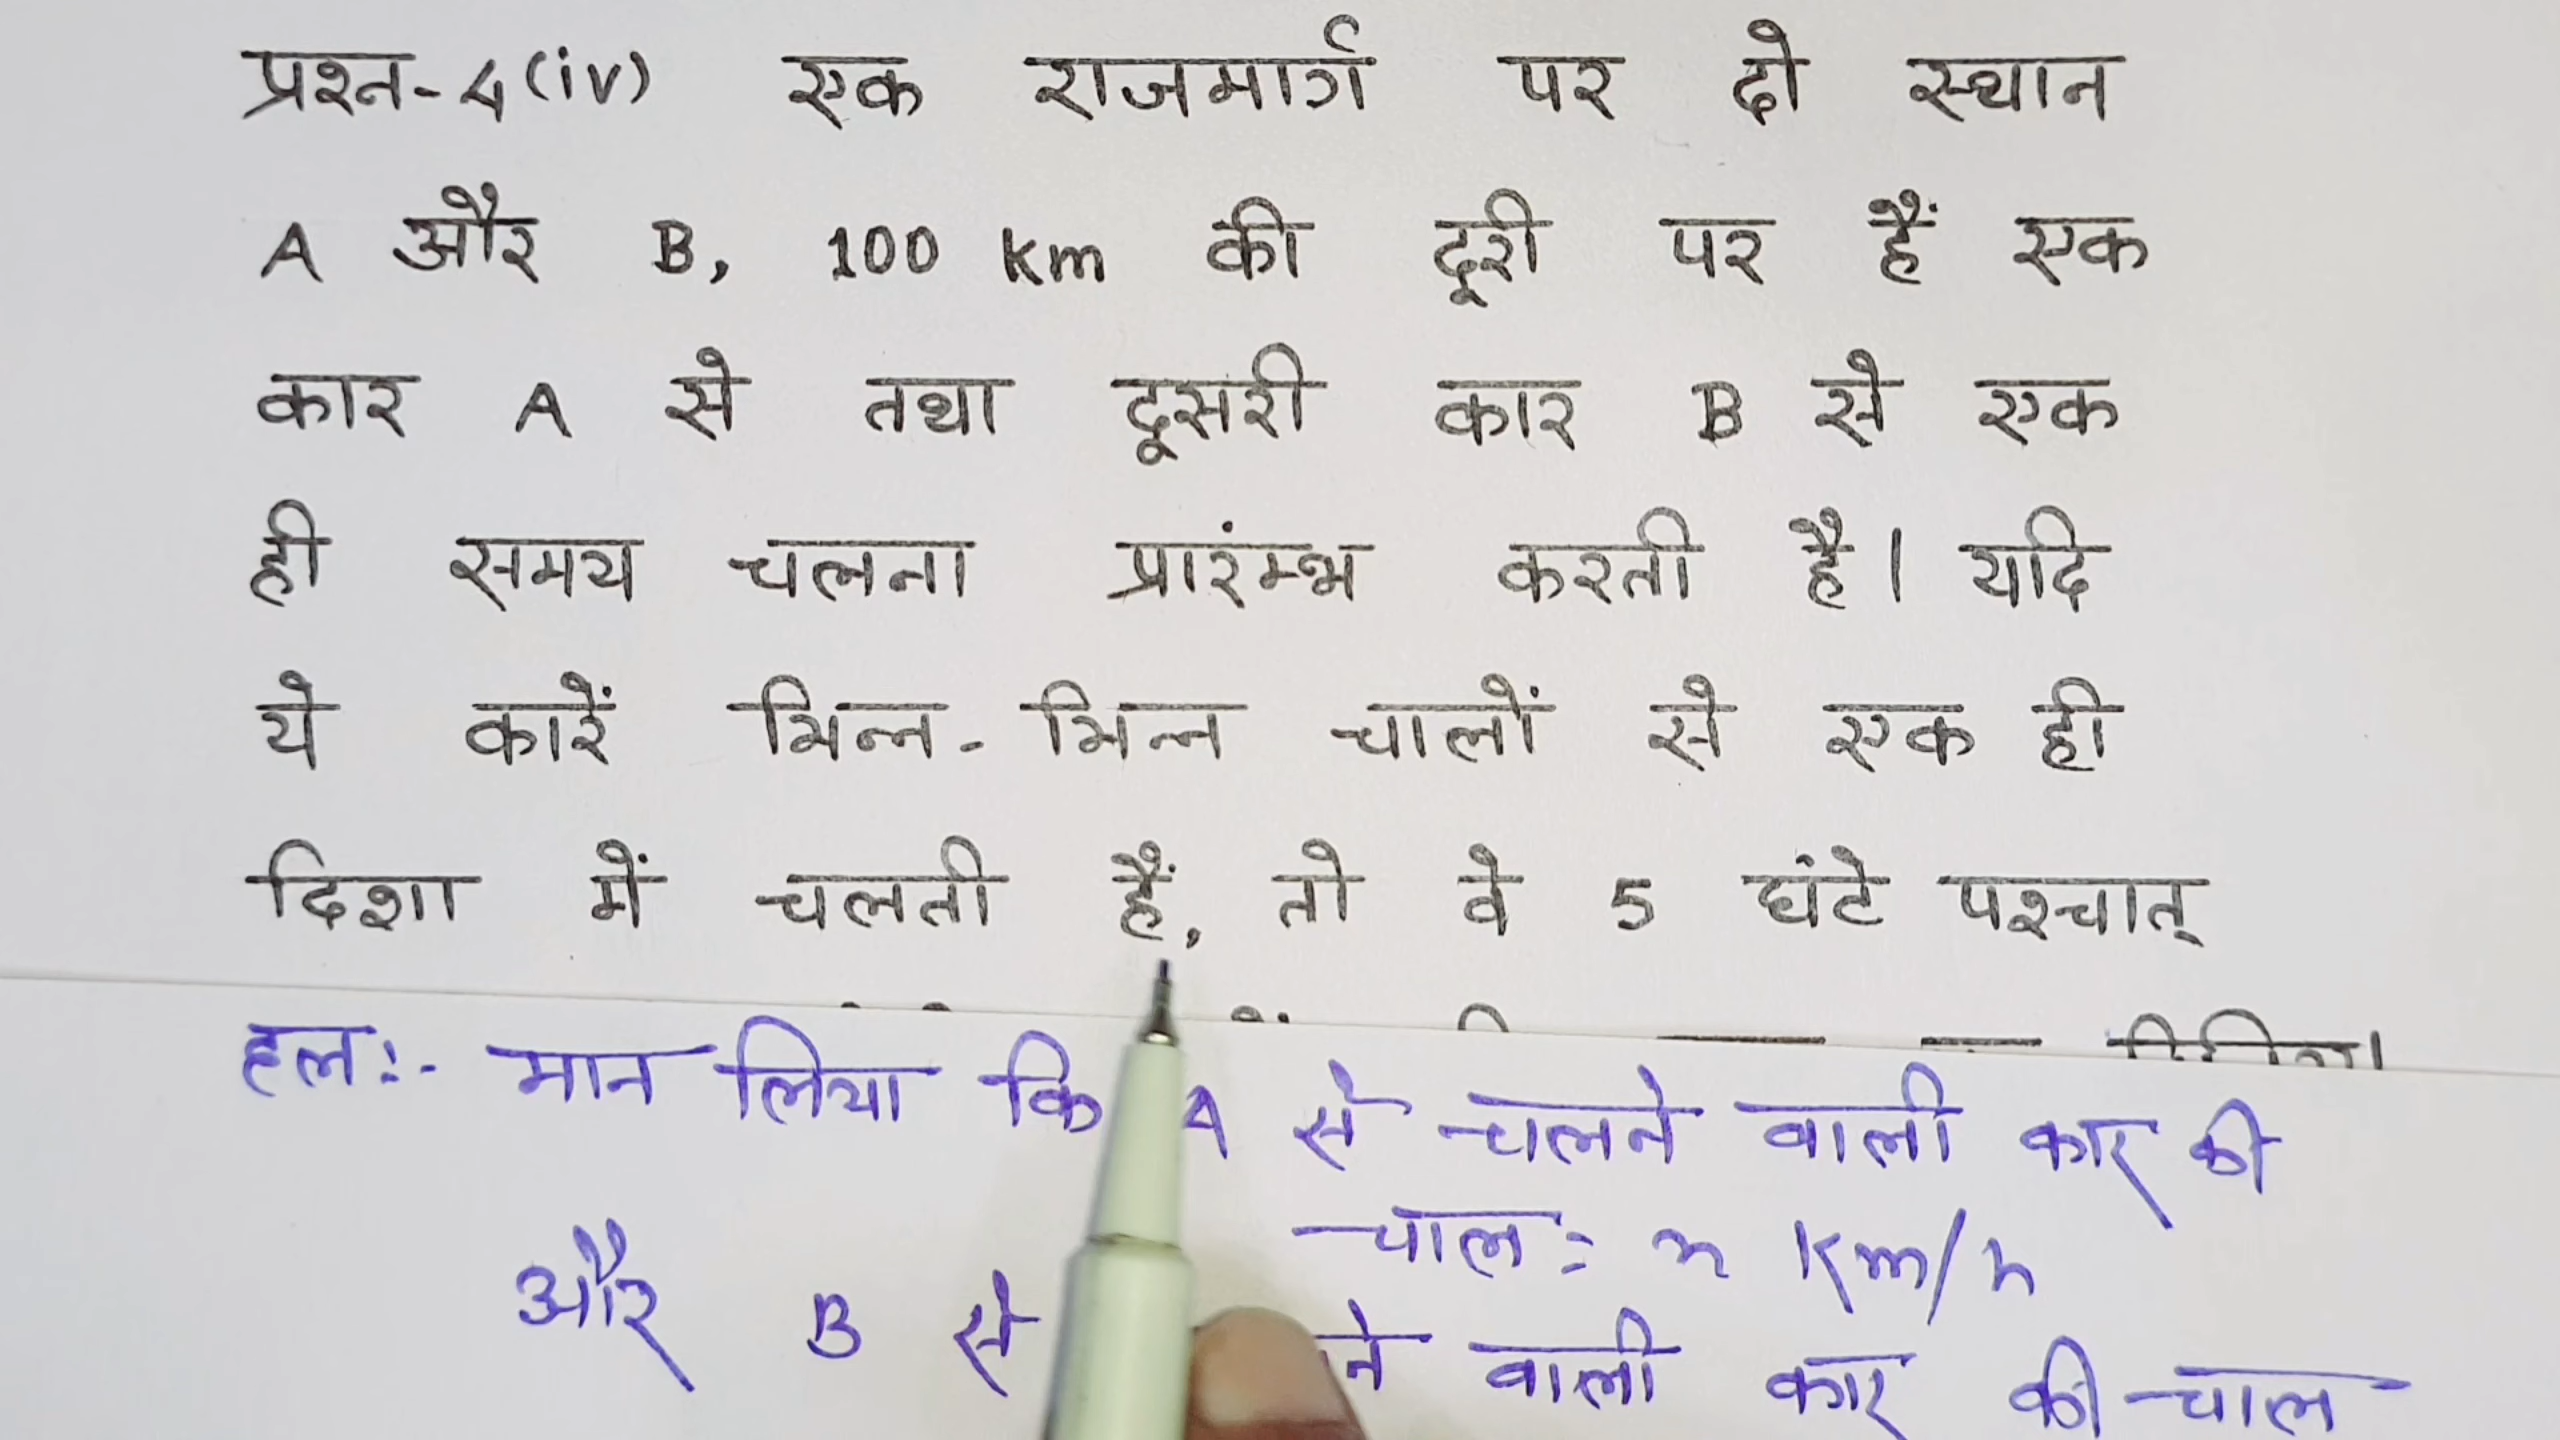 प्रश्न-4(iv) एक राजमार्ग पर दो स्थान
A और B, 100 km की दूरी पर हैं एक
कार A से तथा दूसरी कार B से एक
ही समय चलना प्रारंम्भ करती है। यदि
ये कारें भिन्न-भिन्न चालों से एक ही
दिशा में चलती हैं, तो वे 5 घंटे पश्चात्
हलः- मान लिया कि A से चलने वाली कार की
चाल = x Km/h
और B से वाली कार की चाल